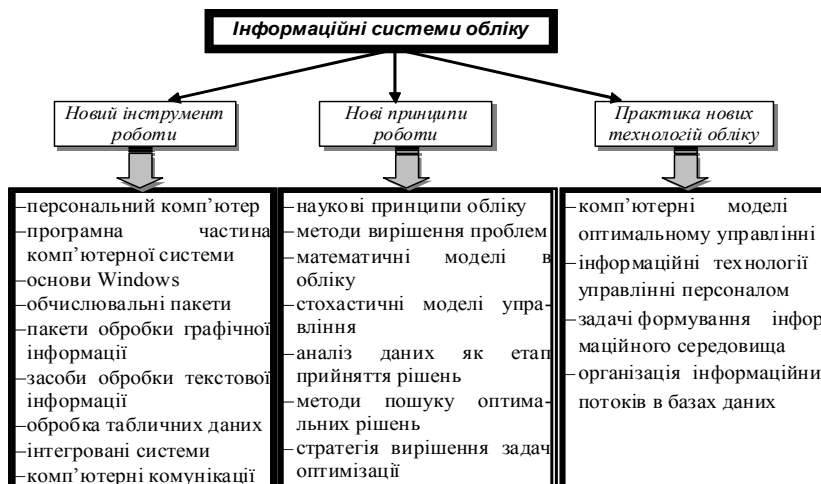 Інформаційні системи обліку
Новий інструмент
роботи
Нові принципи
роботи
Практика нових
технологій обліку
–персональний комп’ютер
–програмна частина
комп’ютерної системи
–основи Windows
–обчислювальні пакети
–пакети обробки графічної
інформації
–засоби обробки текстової
інформації
–обробка табличних даних
–інтегровані системи
–комп’ютерні комунікації
–наукові принципи обліку
–методи вирішення проблем
–математичні моделі в
обліку
–стохастичні моделі упра-
вління
–аналіз даних як етап
прийняття рішень
–методи пошуку оптима-
льних рішень
–стратегія вирішення задач
оптимізації
–комп’ютерні моделі
оптимальному управлінні
–інформаційні технології
управлінні персоналом
–задачі формування інфор
маційного середовища
–організація інформаційни
потоків в базах даних